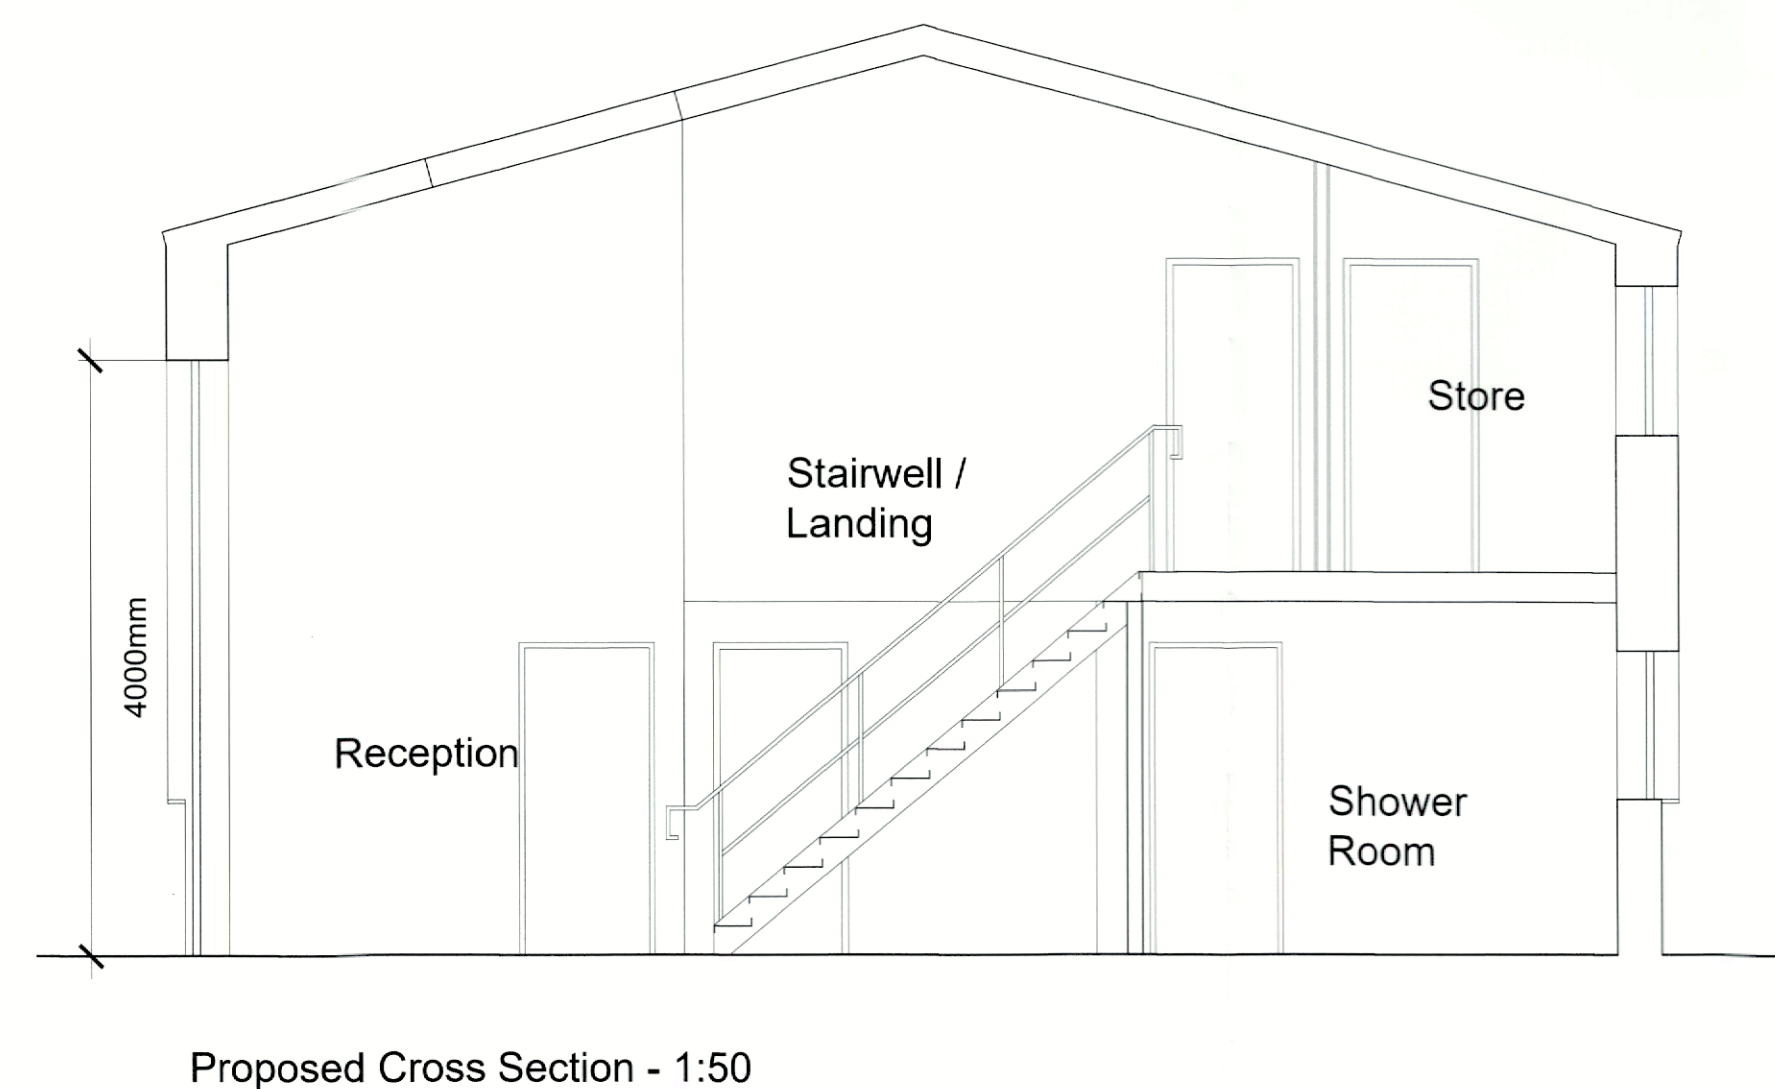 Store
Stairwell /
Landing
4000mm
Reception
Shower
Room
Proposed Cross Section - 1:50